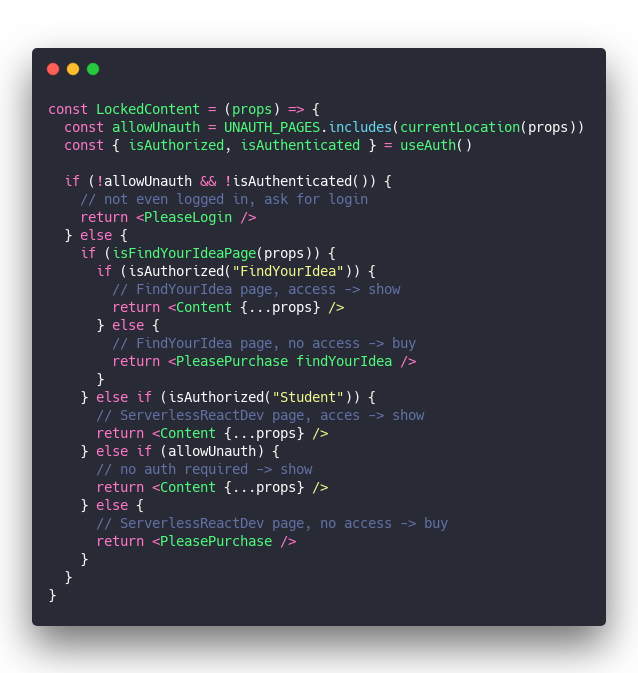 const LockedContent = (props) => {
  const allowUnauth = UNAUTH_PAGES.includes(currentLocation(props))
  const { isAuthorized, isAuthenticated } = useAuth()

  if (!allowUnauth && !isAuthenticated()) {
    // not even logged in, ask for login
    return <PleaseLogin />
  } else {
    if (isFindYourIdeaPage(props)) {
      if (isAuthorized("FindYourIdea")) {
        // FindYourIdea page, access -> show
        return <Content {...props} />
      } else {
        // FindYourIdea page, no access -> buy
        return <PleasePurchase findYourIdea />
      }
    } else if (isAuthorized("Student")) {
      // ServerlessReactDev page, acces -> show
      return <Content {...props} />
    } else if (allowUnauth) {
      // no auth required -> show
      return <Content {...props} />
    } else {
      // ServerlessReactDev page, no access -> buy
      return <PleasePurchase />
    }
  }
}